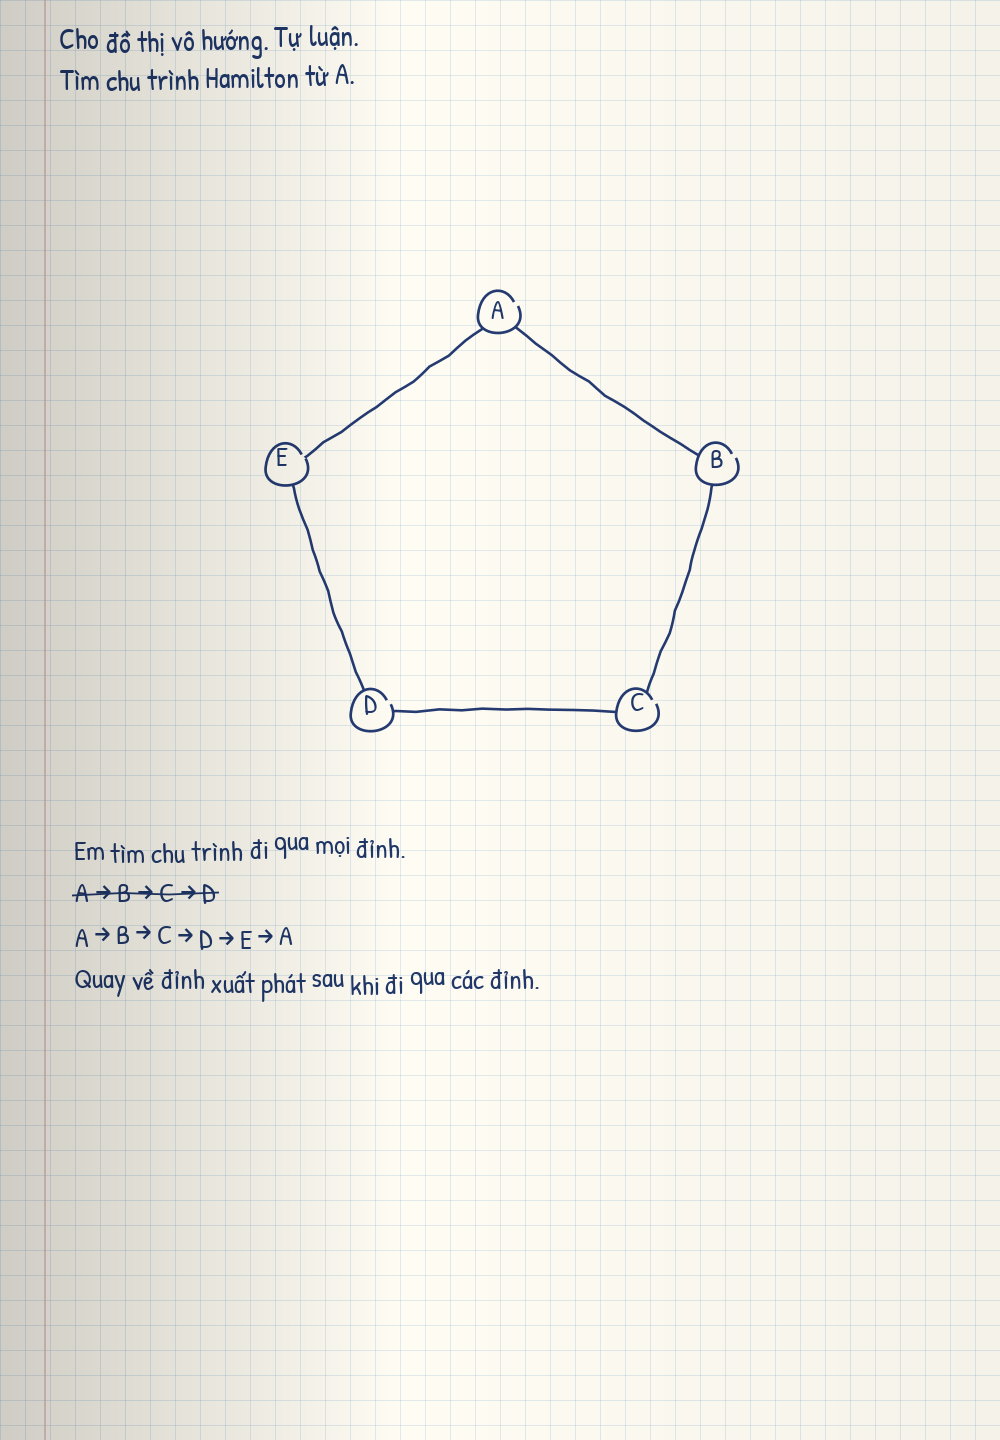 Cho đồ thị vô hướng. Tự luận.
Tìm chu trình Hamilton từ A.
A
E
B
D
C
Em tìm chu trình đi qua mọi đỉnh.
A → B → C → D
A → B → C → D → E → A
Quay về đỉnh xuất phát sau khi đi qua các đỉnh.